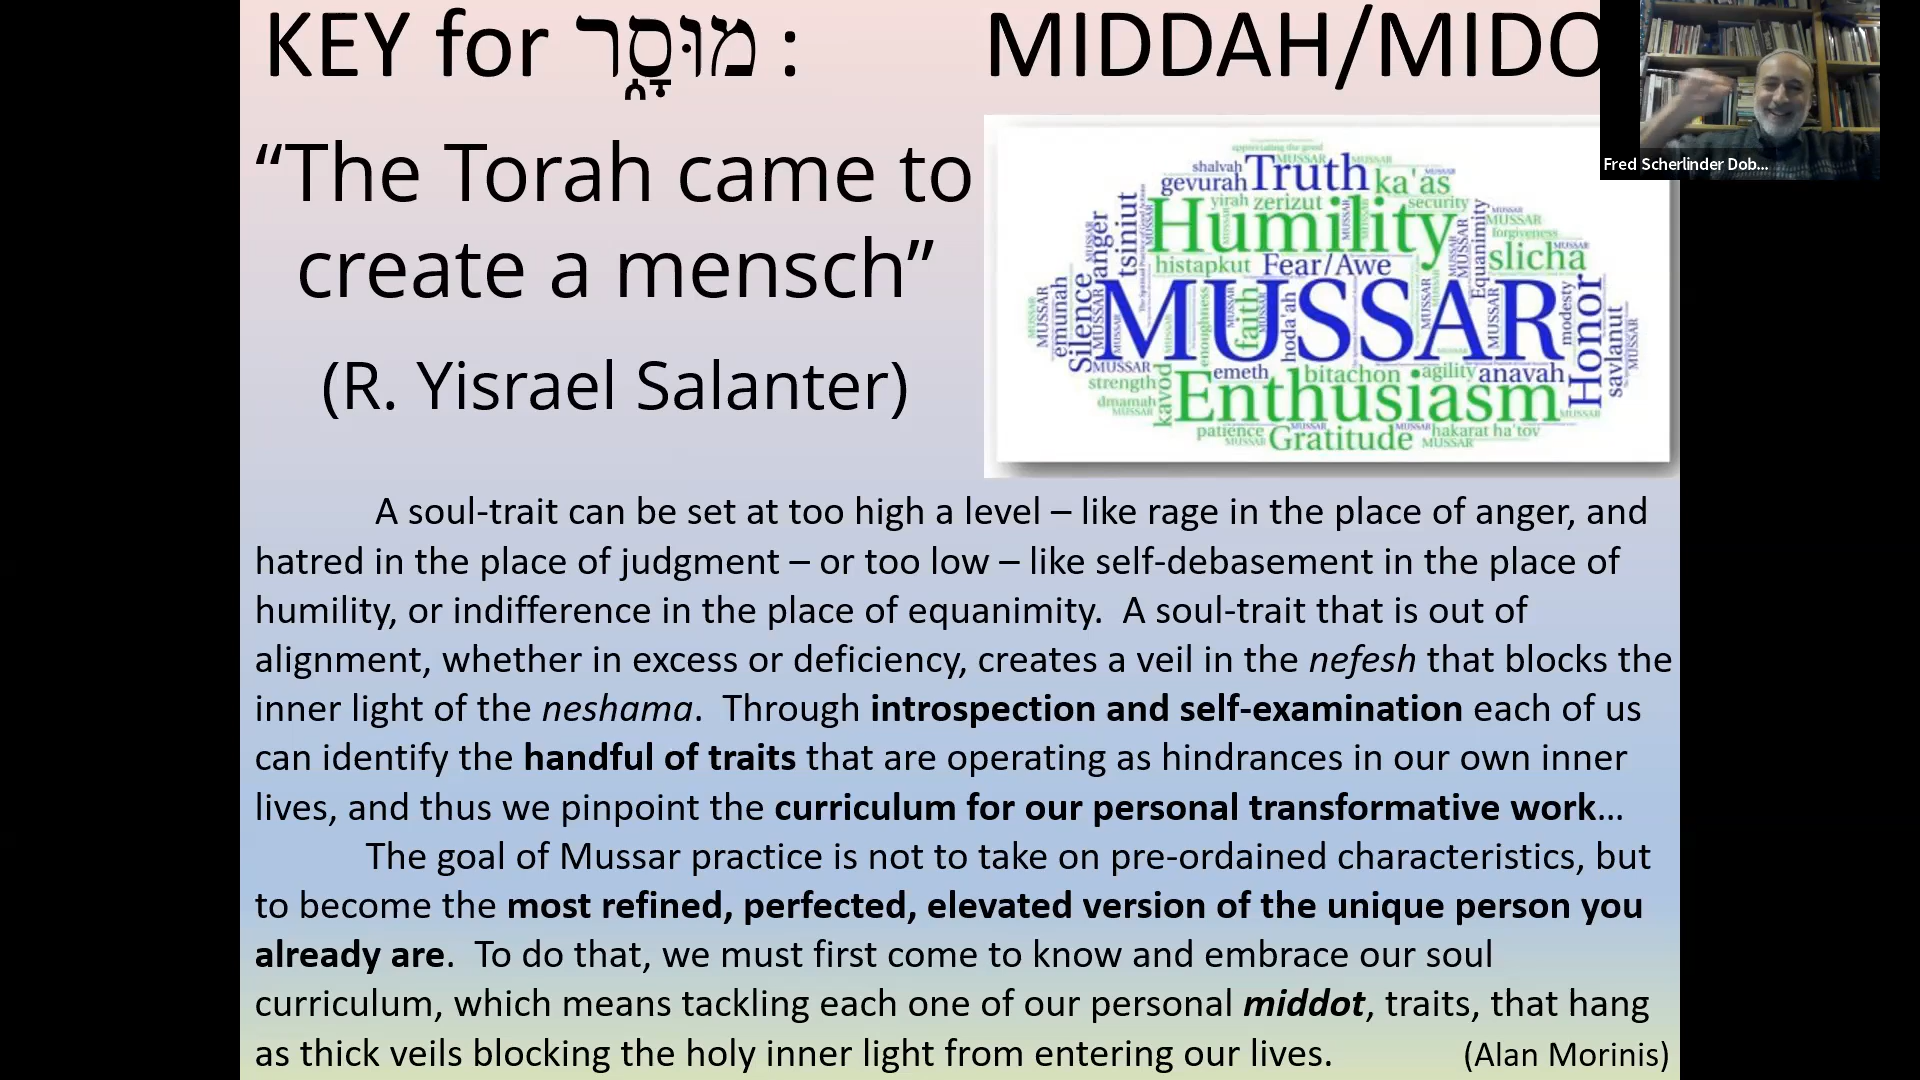 KEY for מוּסָר֖ :
MIDDAH/MIDO
Fred Scherlinder Dob...
“The Torah came to
create a mensch”
(R. Yisrael Salanter)
appreciating the good
shalvah Truth ka'as
gevurah yirah zerizut security
Humility
anger tsiniut Equanimity forgiveness slicha
histapkut Fear/Awe
MUSSAR
emunah Silence enoughness faith hoda'ah modesty Honor savlanut
emeth bitachon agility anavah
strength kavod Enthusiasm
dmamah
patience Gratitude hakarat ha'tov
A soul-trait can be set at too high a level – like rage in the place of anger, and
hatred in the place of judgment – or too low – like self-debasement in the place of
humility, or indifference in the place of equanimity. A soul-trait that is out of
alignment, whether in excess or deficiency, creates a veil in the nefesh that blocks the
inner light of the neshama. Through introspection and self-examination each of us
can identify the handful of traits that are operating as hindrances in our own inner
lives, and thus we pinpoint the curriculum for our personal transformative work…
The goal of Mussar practice is not to take on pre-ordained characteristics, but
to become the most refined, perfected, elevated version of the unique person you
already are. To do that, we must first come to know and embrace our soul
curriculum, which means tackling each one of our personal middot, traits, that hang
as thick veils blocking the holy inner light from entering our lives. (Alan Morinis)